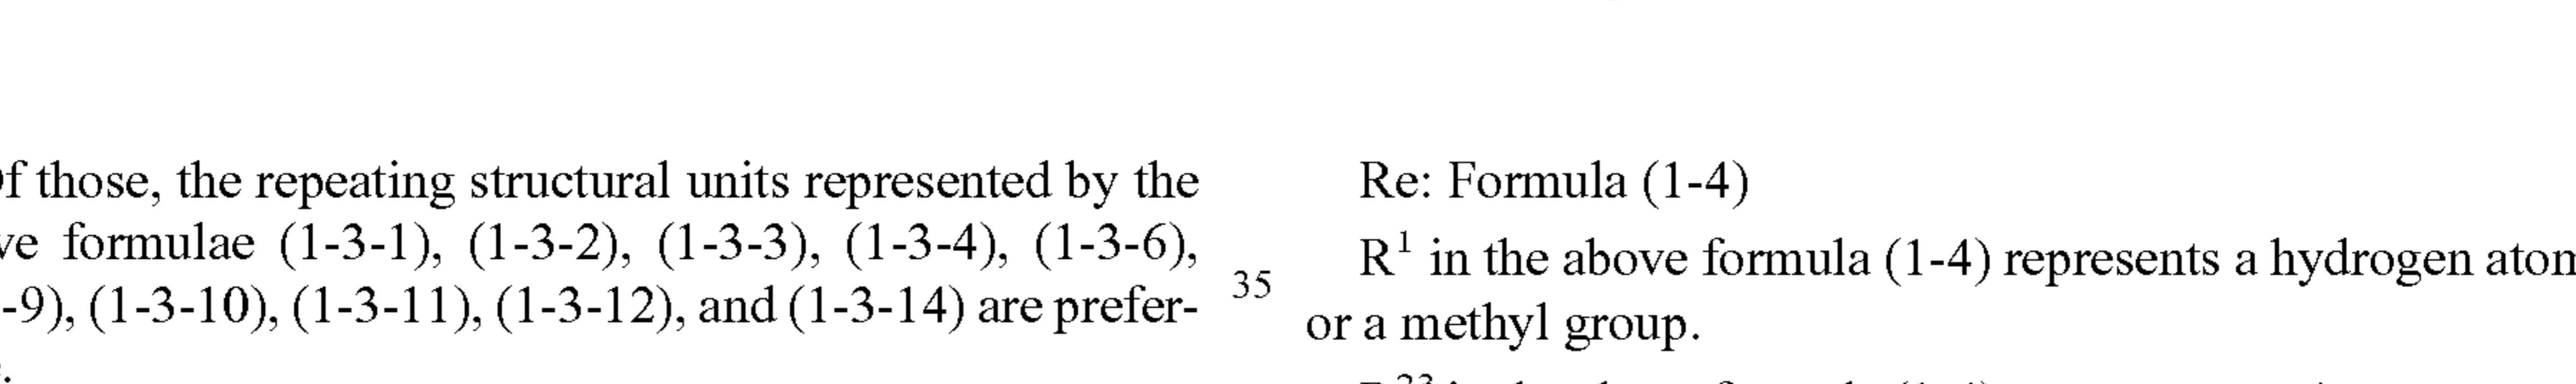 f those, the repeating structural units represented by the
ve formulae (1-3-1), (1-3-2), (1-3-3), (1-3-4), (1-3-6),
-9), (1-3-10), (1-3-11), (1-3-12), and (1-3-14) are prefer-
35
Re: Formula (1-4)
R¹ in the above formula (1-4) represents a hydrogen atom
or a methyl group.